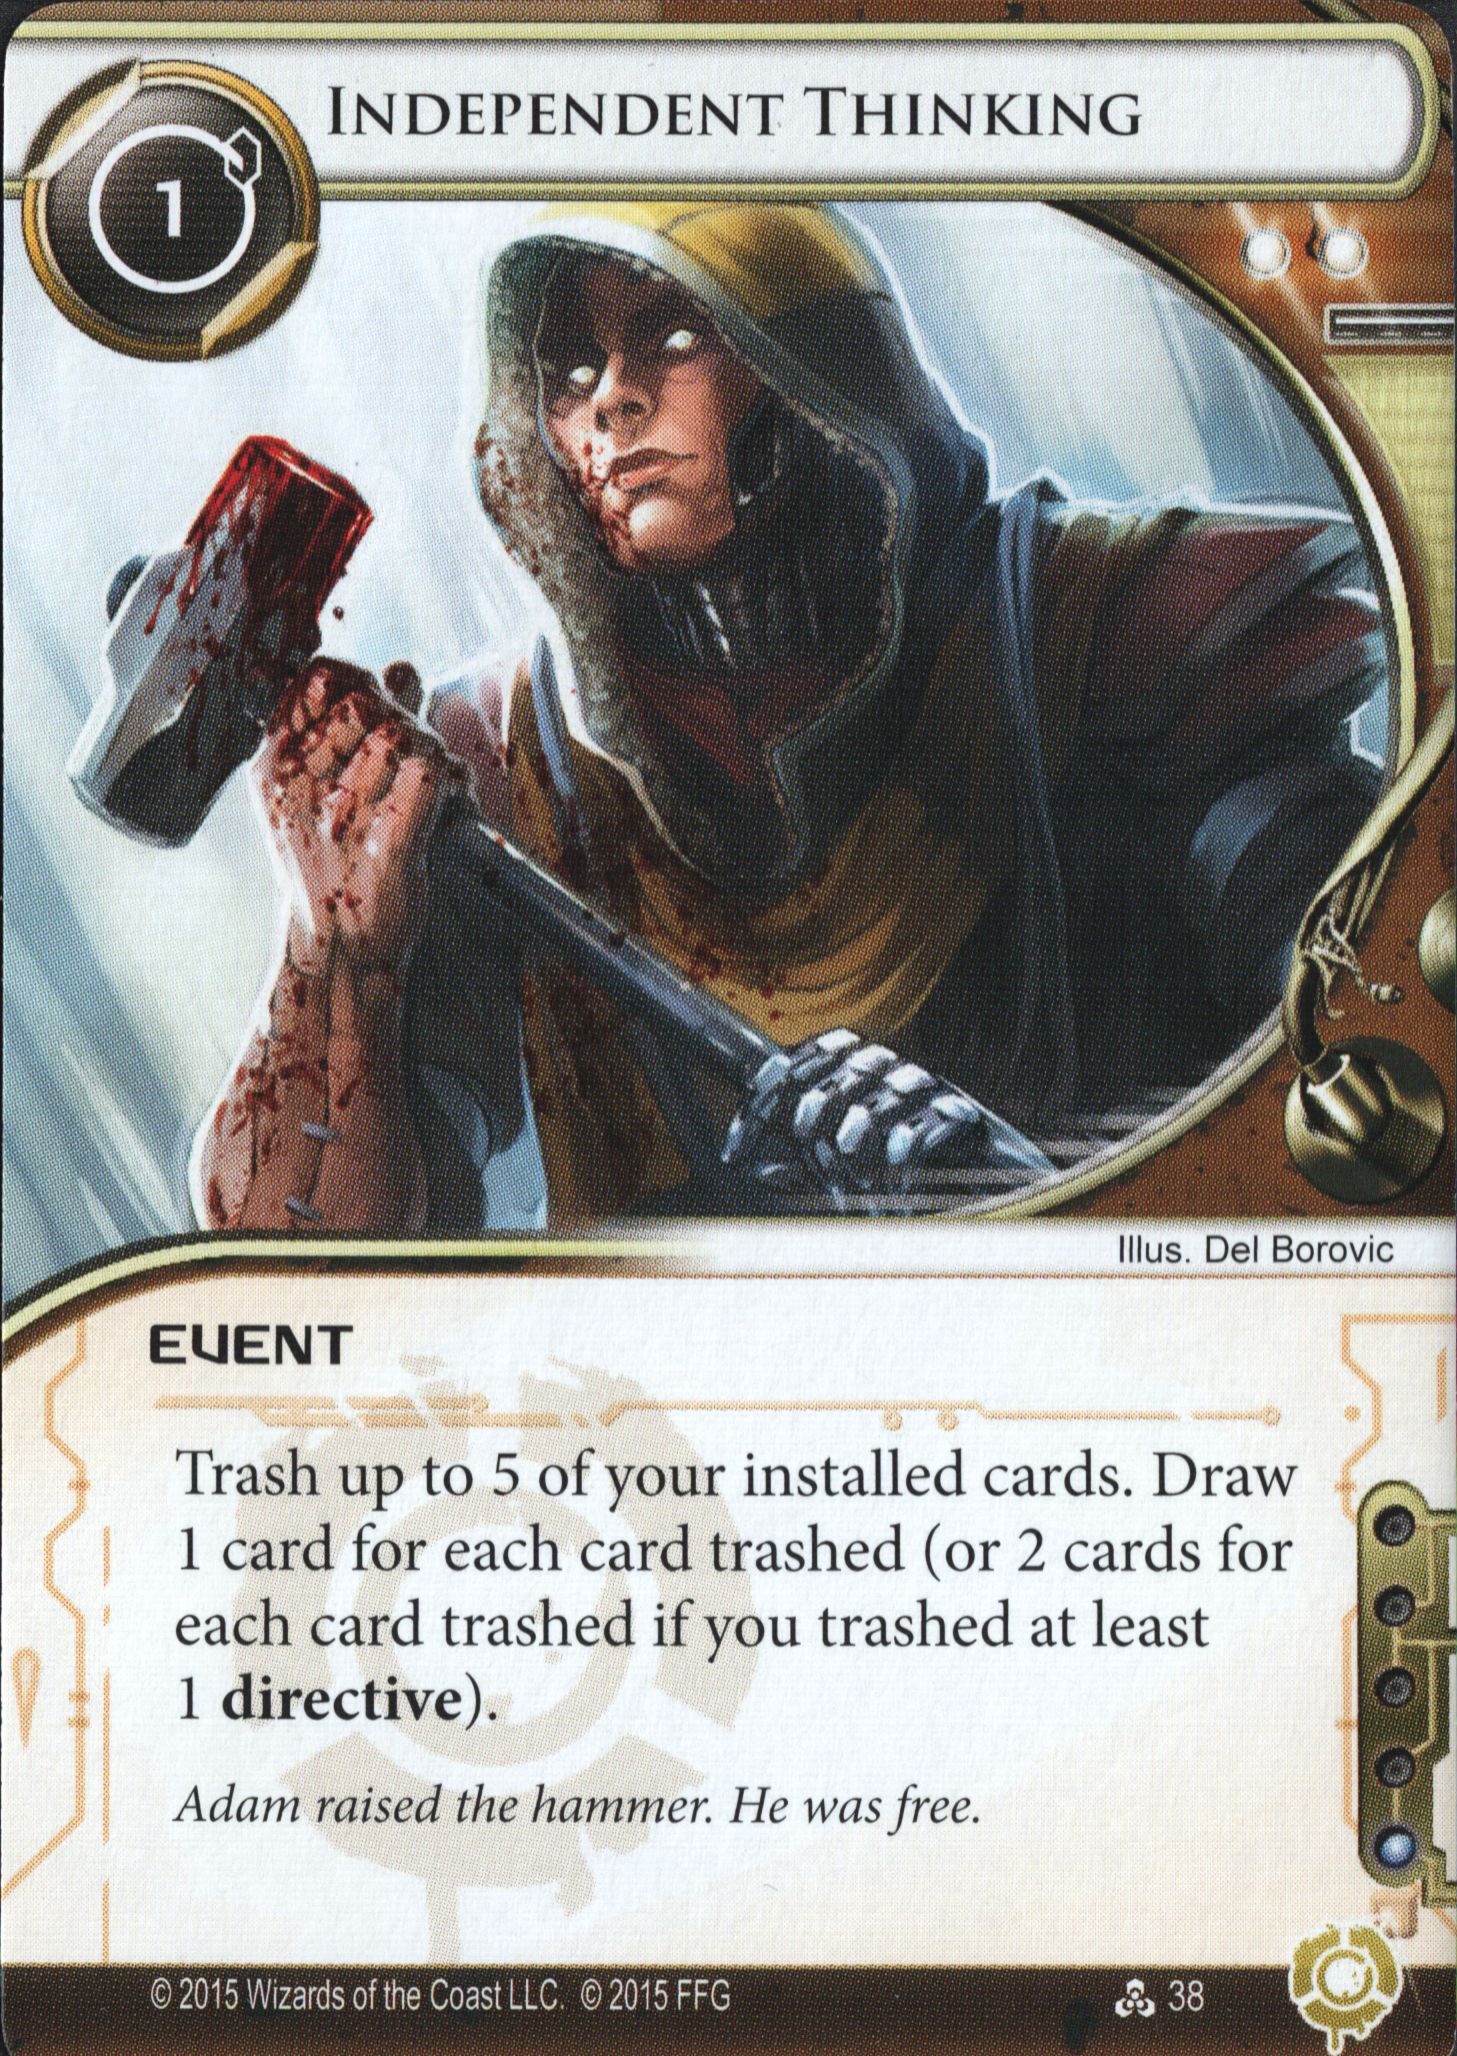 Independent Thinking
1
Illus. Del Borovic
EVENT
Trash up to 5 of your installed cards. Draw
1 card for each card trashed (or 2 cards for
each card trashed if you trashed at least
1 directive).
Adam raised the hammer. He was free.
© 2015 Wizards of the Coast LLC. © 2015 FFG
38